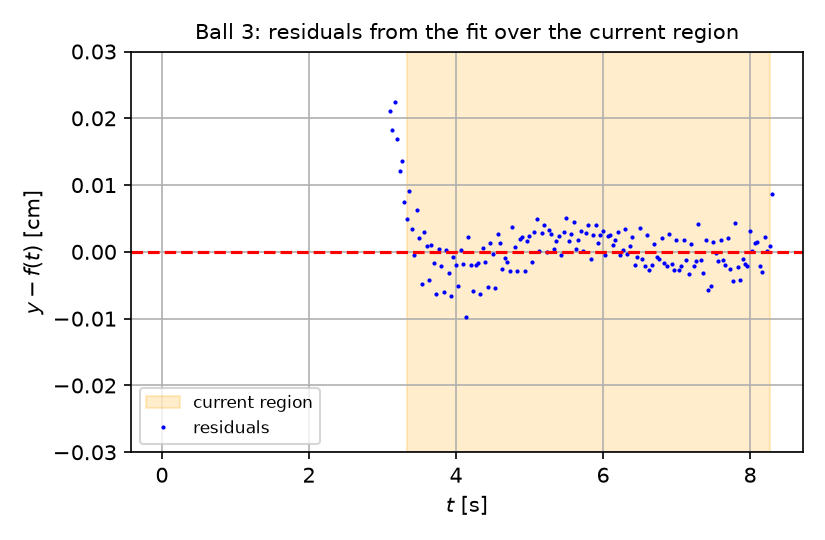 Ball 3: residuals from the fit over the current region
0.03
0.02
0.01
0.00
−0.01
−0.02
−0.03
y − f(t) [cm]
current region
residuals
0 2 4 6 8
t [s]